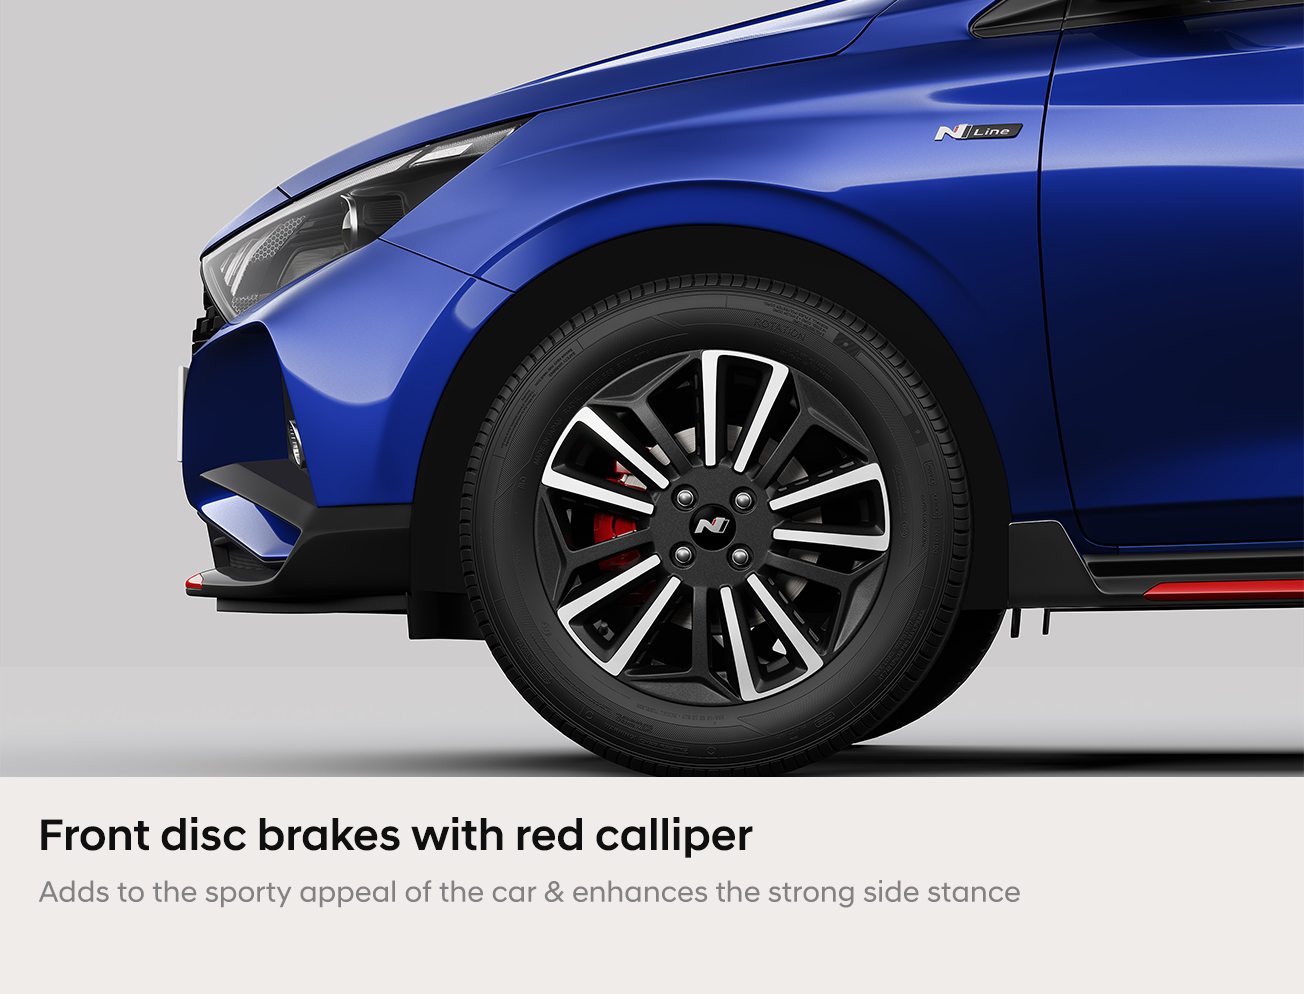 N Line
ROTATION
N
Front disc brakes with red calliper
Adds to the sporty appeal of the car & enhances the strong side stance